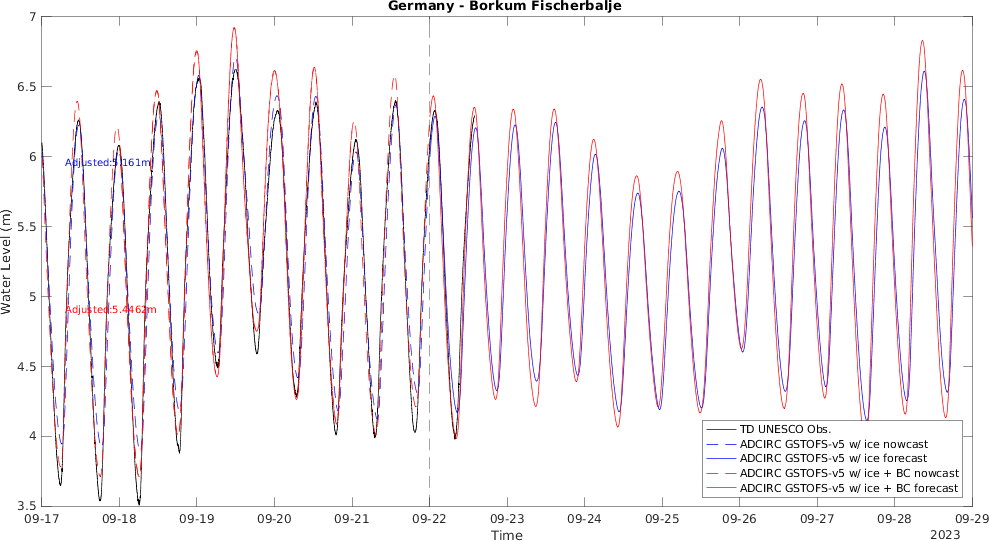 Germany - Borkum Fischerbalje
7
6.5
6
5.5
5
4.5
4
3.5
Water Level (m)
Adjusted:5.161m
Adjusted:5.4462m
TD UNESCO Obs.
ADCIRC GSTOFS-v5 w/ ice nowcast
ADCIRC GSTOFS-v5 w/ ice forecast
ADCIRC GSTOFS-v5 w/ ice + BC nowcast
ADCIRC GSTOFS-v5 w/ ice + BC forecast
09-17 09-18 09-19 09-20 09-21 09-22 09-23 09-24 09-25 09-26 09-27 09-28 09-29
Time
2023